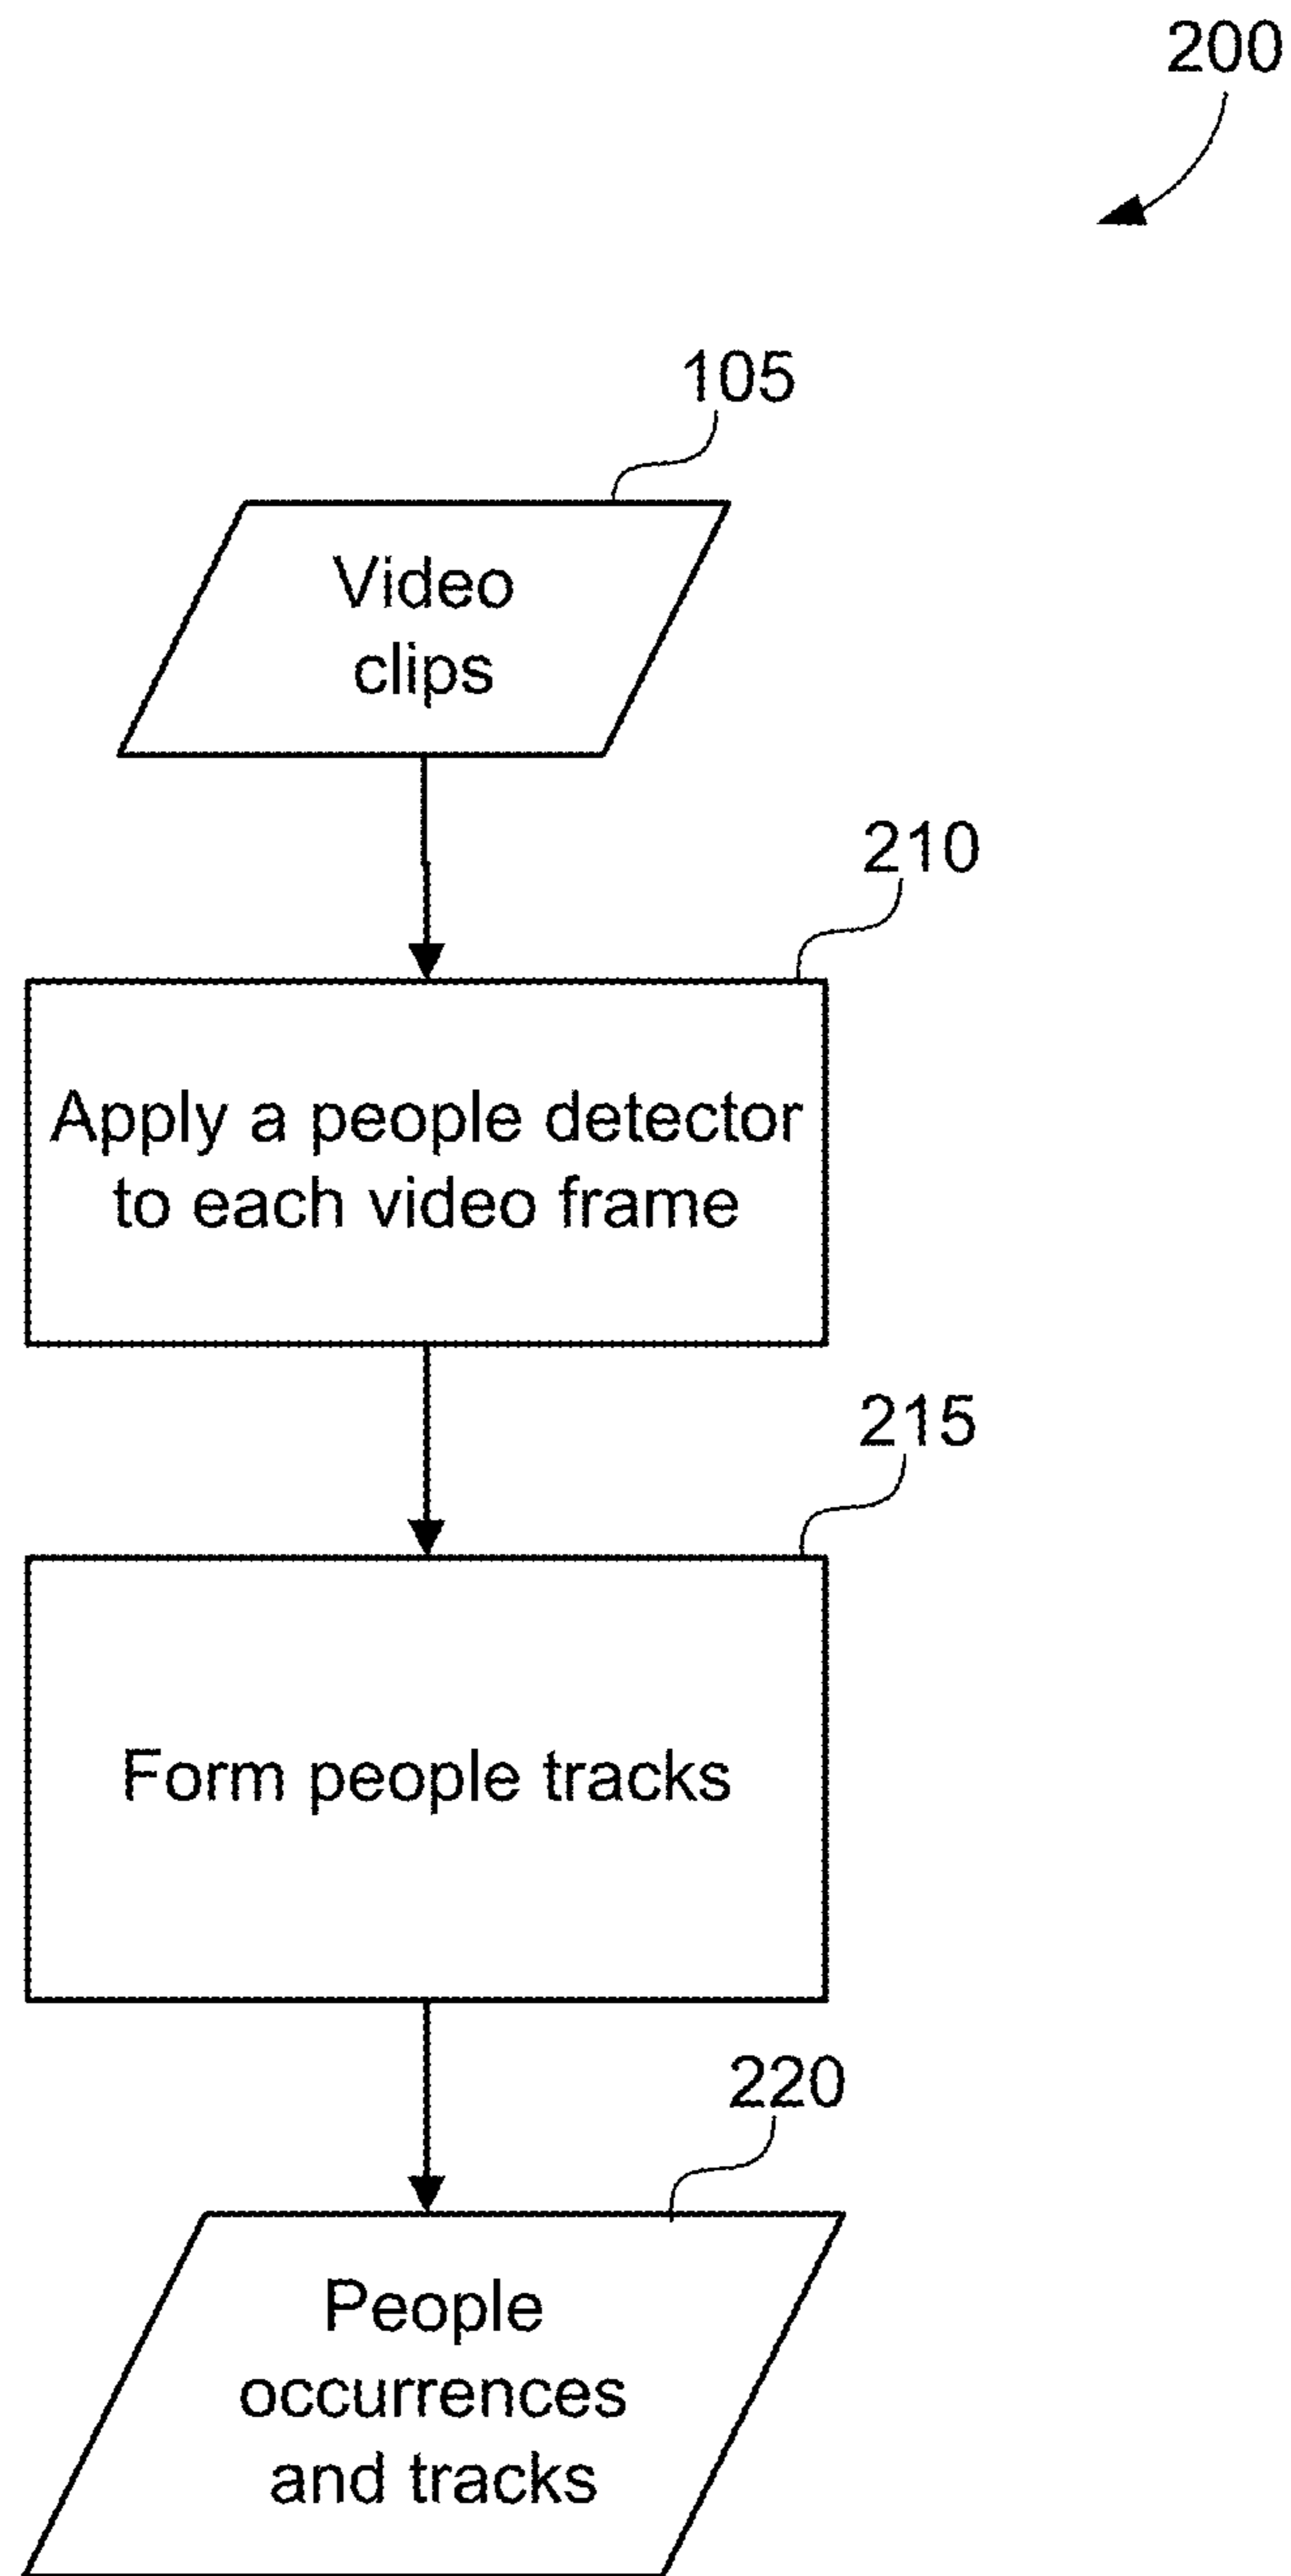 200
105
Video
clips
210
Apply a people detector
to each video frame
215
Form people tracks
220
People
occurrences
and tracks